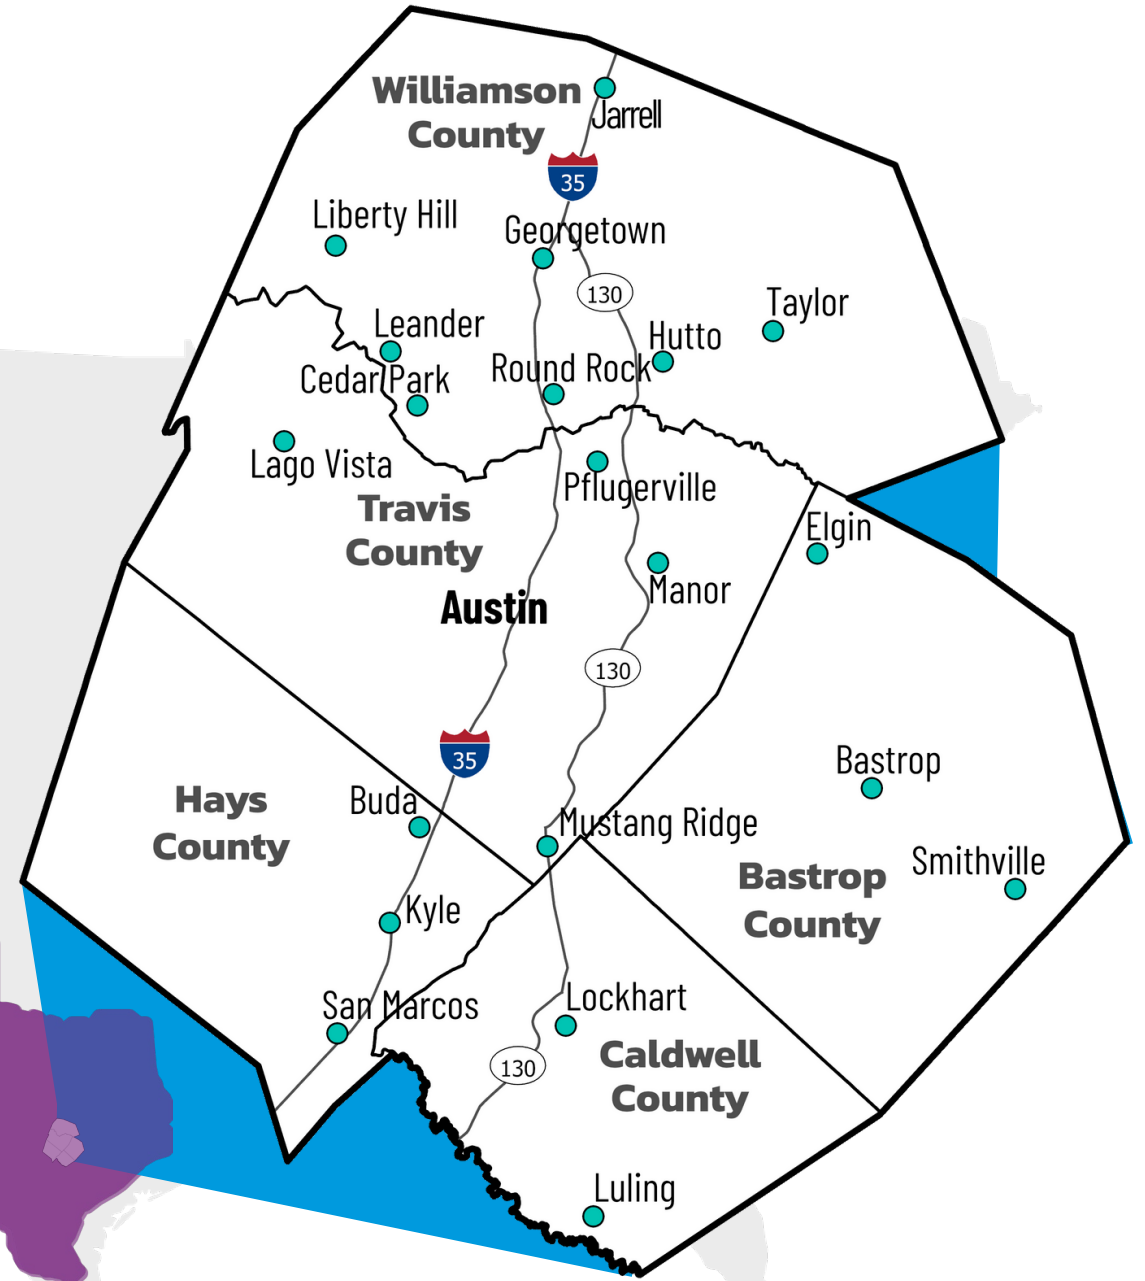 Williamson
County
Jarrell
35
Liberty Hill
Georgetown
130
Taylor
Leander
Hutto
Round Rock
Cedar Park
Lago Vista
Pflugerville
Travis
County
Elgin
Manor
Austin
130
35
Bastrop
Hays
County
Buda
Mustang Ridge
Smithville
Bastrop
County
Kyle
San Marcos
Lockhart
Caldwell
County
130
Luling